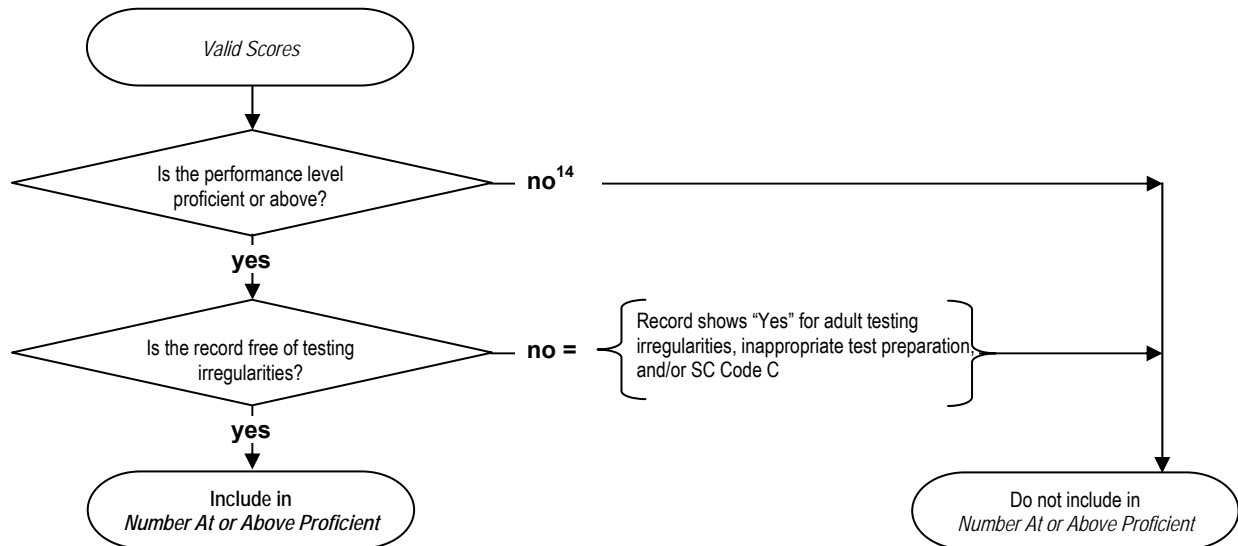 Valid Scores
Is the performance level
proficient or above?
no14
yes
Is the record free of testing
irregularities?
no =
Record shows “Yes” for adult testing
irregularities, inappropriate test preparation,
and/or SC Code C
yes
Include in
Number At or Above Proficient
Do not include in
Number At or Above Proficient